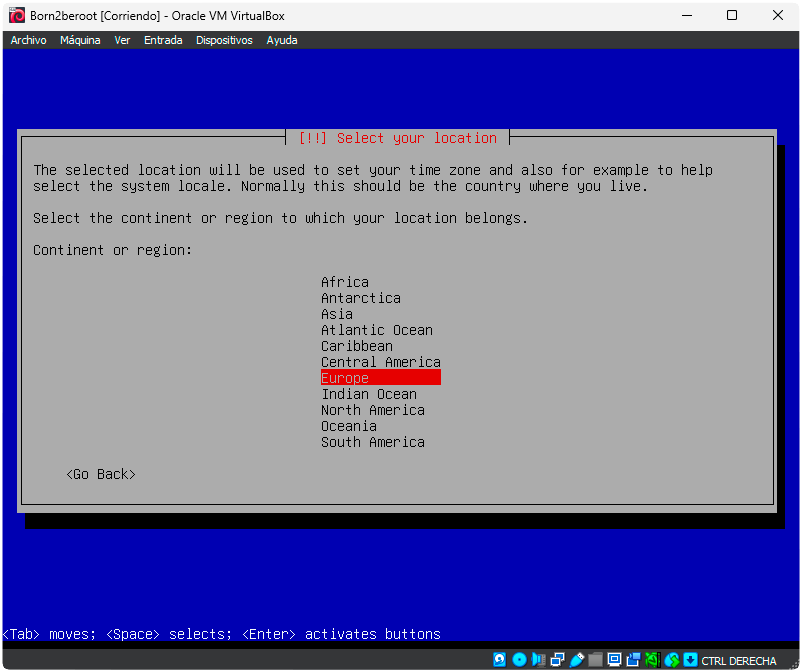 Born2beroot [Corriendo] - Oracle VM VirtualBox
Archivo Máquina Ver Entrada Dispositivos Ayuda
[!!] Select your location
The selected location will be used to set your time zone and also for example to help
select the system locale. Normally this should be the country where you live.
Select the continent or region to which your location belongs.
Continent or region:
Africa
Antarctica
Asia
Atlantic Ocean
Caribbean
Central America
Europe
Indian Ocean
North America
Oceania
South America
<Go Back>
<Tab> moves; <Space> selects; <Enter> activates buttons
CTRL DERECHA